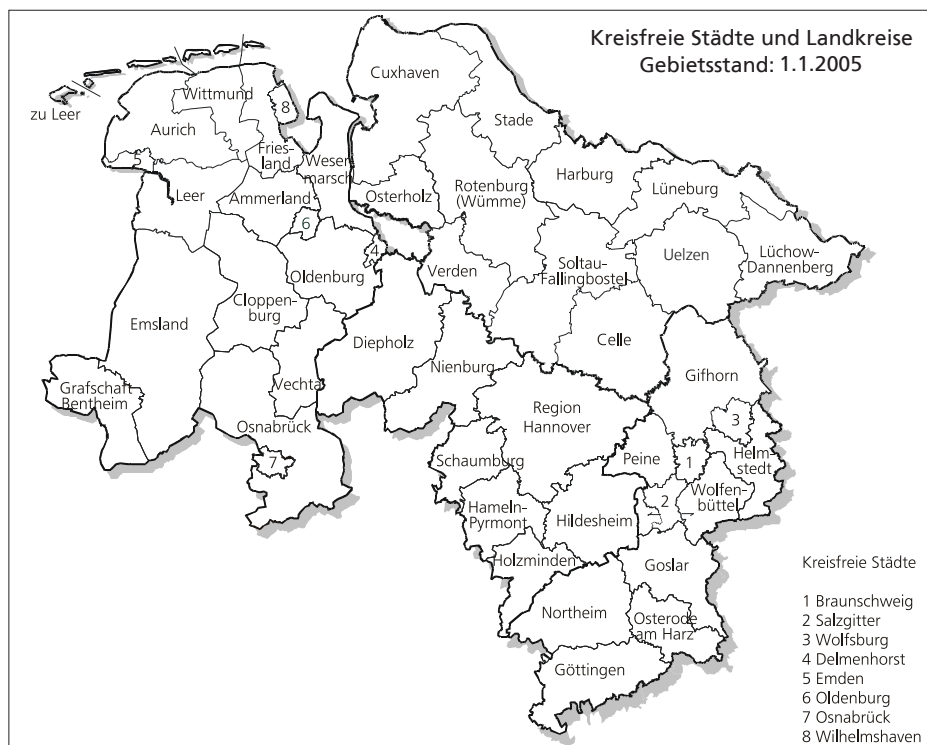 Kreisfreie Städte und Landkreise
Gebietsstand: 1.1.2005
Cuxhaven
Wittmund
8
zu Leer
Stade
Aurich
Fries-
land
Weser-
marsch
5
Harburg
Lüneburg
Rotenburg
(Wümme)
Leer
Ammerland
Osterholz
6
4
Uelzen
Lüchow-
Dannenberg
Soltau-
Fallingbostel
Oldenburg
Verden
Cloppen-
burg
Emsland
Celle
Diepholz
Nienburg
Gifhorn
Grafschaft
Bentheim
Vechta
Region
Hannover
3
Osnabrück
Helm-
stedt
Peine
1
7
Schaumburg
Wolfen-
büttel
2
Hameln-
Pyrmont
Hildesheim
Holzminden
Goslar
Northeim
Osterode
am Harz
Göttingen
Kreisfreie Städte
1 Braunschweig
2 Salzgitter
3 Wolfsburg
4 Delmenhorst
5 Emden
6 Oldenburg
7 Osnabrück
8 Wilhelmshaven